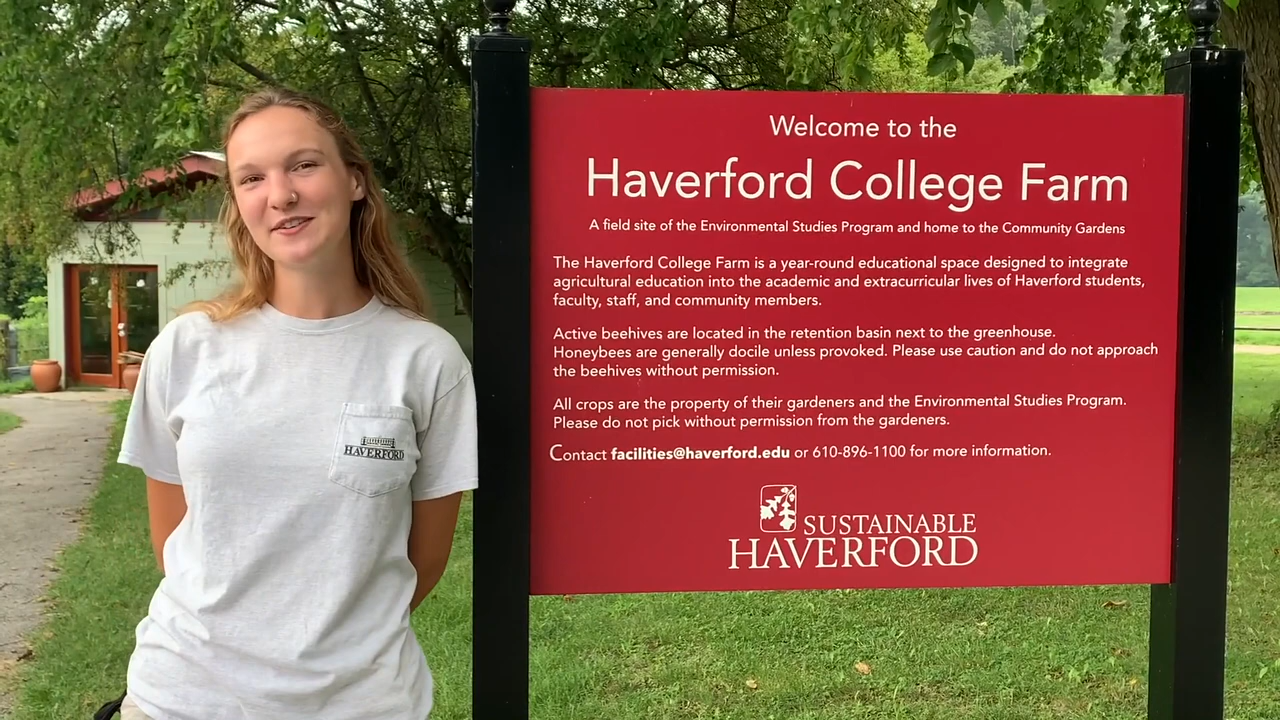 Welcome to the
Haverford College Farm
A field site of the Environmental Studies Program and home to the Community Gardens
The Haverford College Farm is a year-round educational space designed to integrate
agricultural education into the academic and extracurricular lives of Haverford students,
faculty, staff, and community members.
Active beehives are located in the retention basin next to the greenhouse.
Honeybees are generally docile unless provoked. Please use caution and do not approach
the beehives without permission.
All crops are the property of their gardeners and the Environmental Studies Program.
Please do not pick without permission from the gardeners.
Contact facilities@haverford.edu or 610-896-1100 for more information.
SUSTAINABLE
HAVERFORD
HAVERFORD